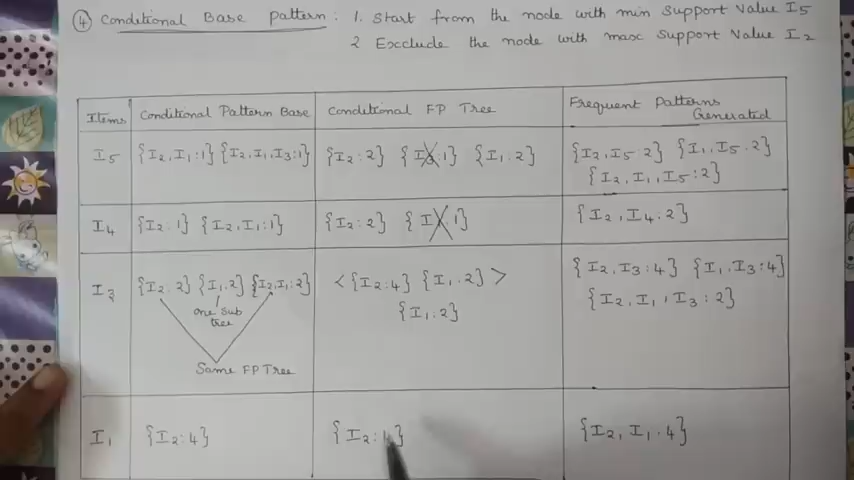 ④ Conditional Base Pattern : 1. Start from the node with min Support Value I5
2 Excclude the node with max Support Value I2
Items Conditional Pattern Base Conditional FP Tree Frequent Patterns Generated
I5 {I2,I1:1} {I2,I1,I3:1} {I2:2} {I3:1} {I1:2} {I2,I5:2} {I1,I5:2}
{I2,I1,I5:2}
I4 {I2:1} {I2,I1:1} {I2:2} {I1:1} {I2,I4:2}
I3 {I2:2} {I1:2} {I2,I1:2} <{I2:4} {I1:2}> {I2,I3:4} {I1,I3:4}
one sub tree {I1:2} {I2,I1,I3:2}
Same FP Tree
I1 {I2:4} {I2: } {I2,I1:4}